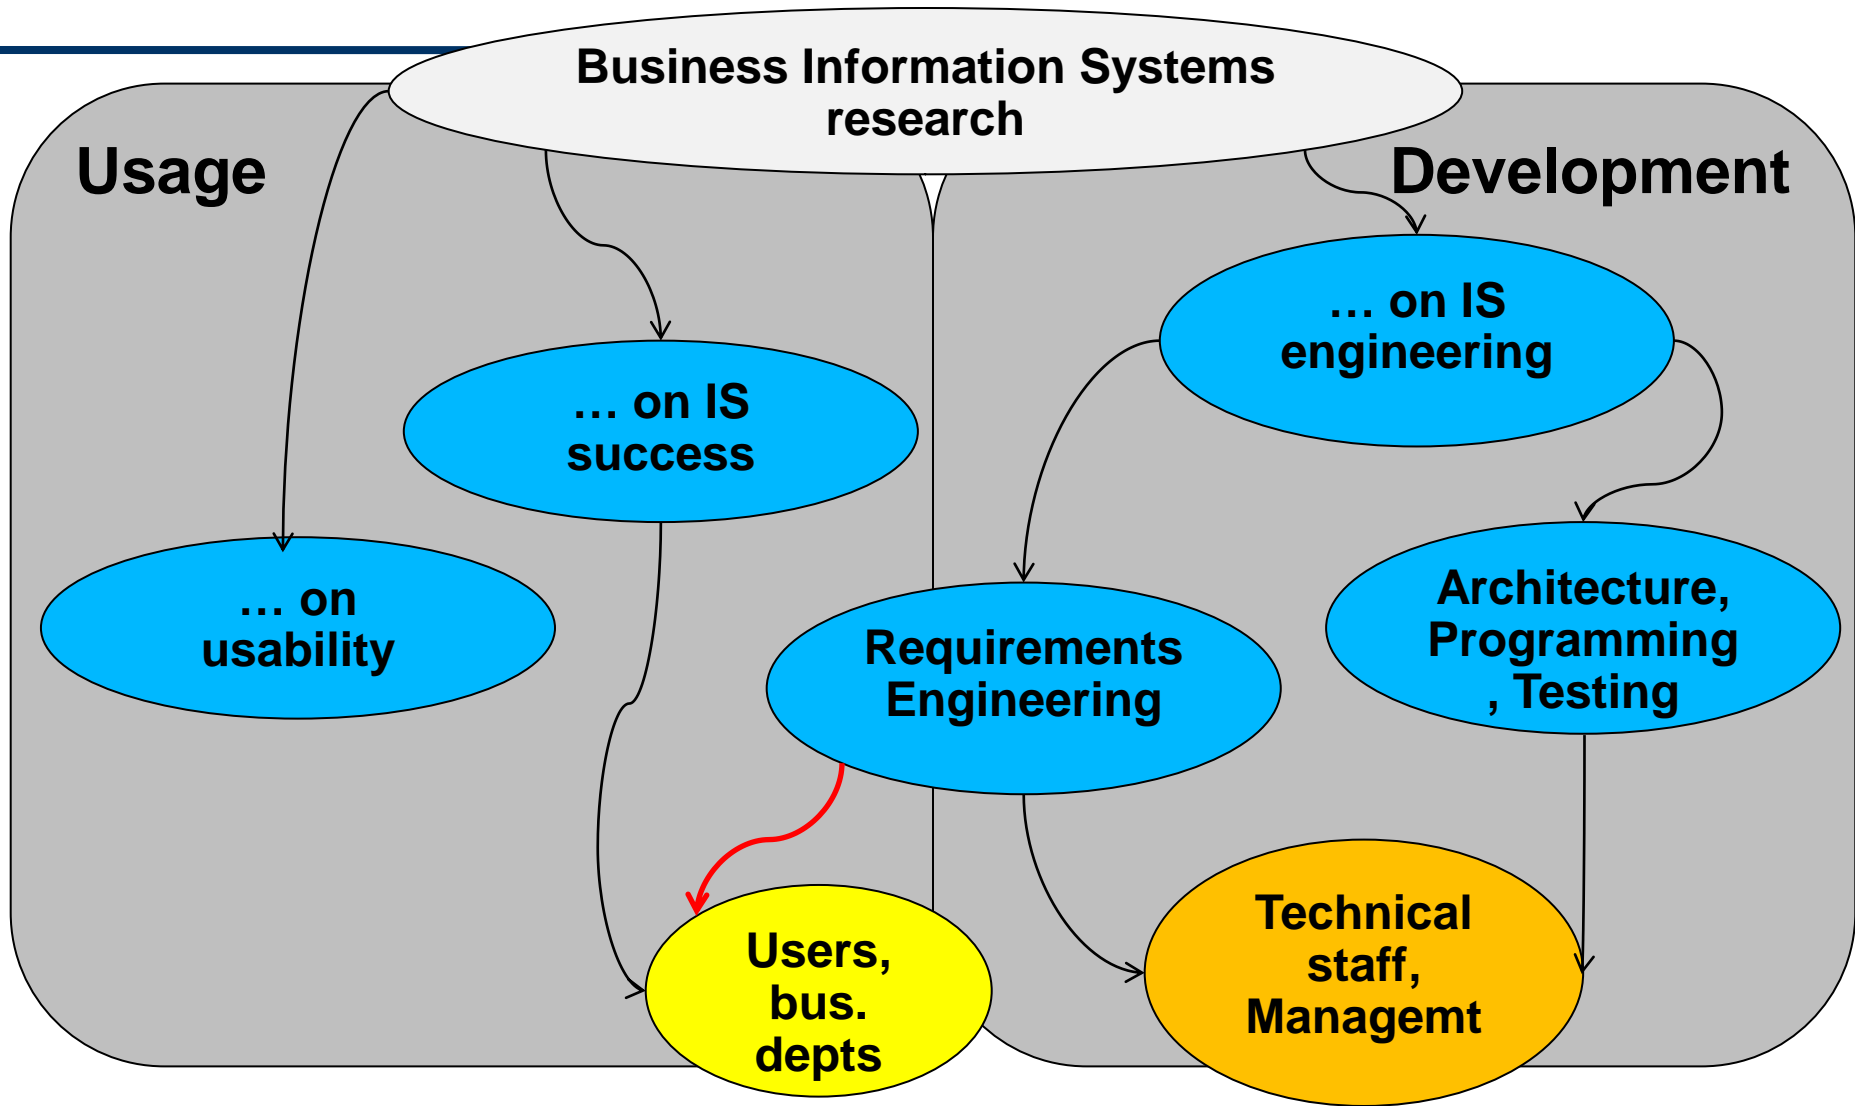 Business Information Systems
research
Usage
Development
… on IS
engineering
… on IS
success
… on
usability
Requirements
Engineering
Architecture,
Programming
, Testing
Users,
bus.
depts
Technical
staff,
Managemt